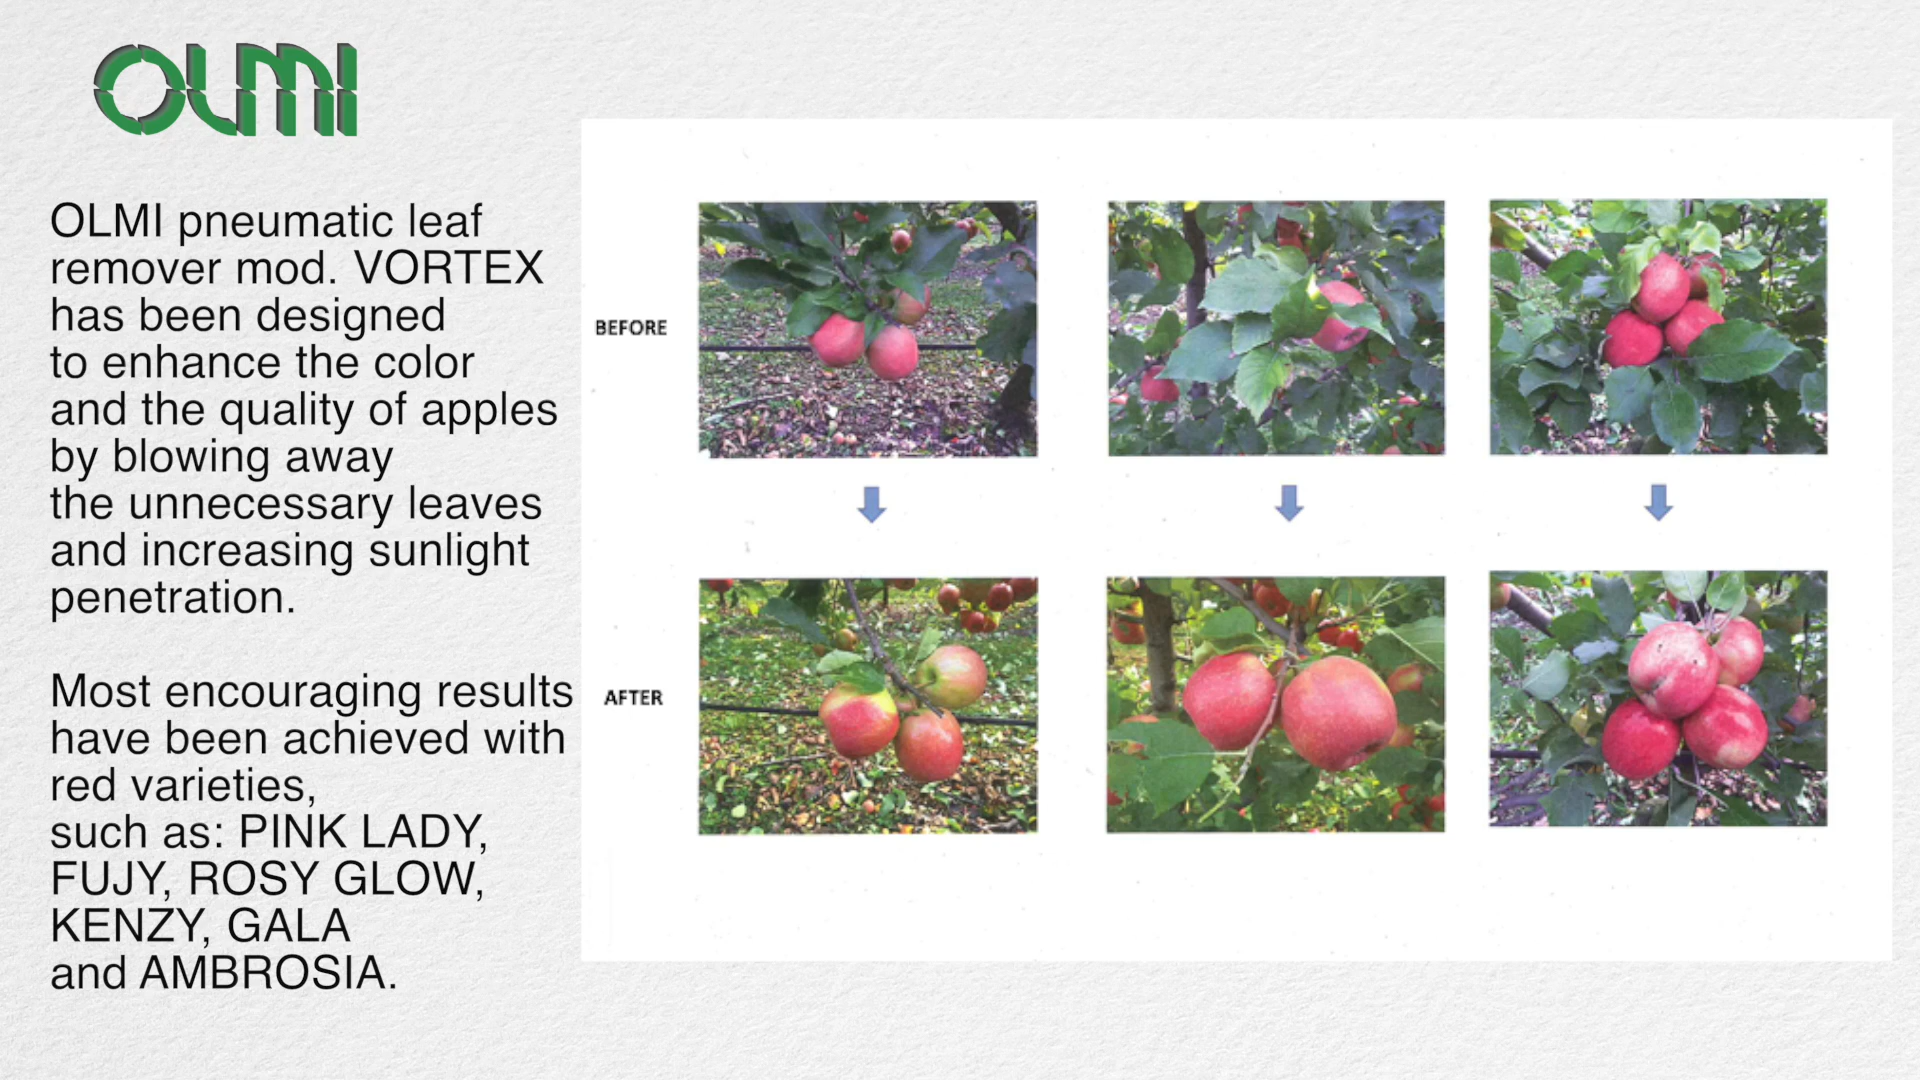 OLMI
OLMI pneumatic leaf
remover mod. VORTEX
has been designed
to enhance the color
and the quality of apples
by blowing away
the unnecessary leaves
and increasing sunlight
penetration.
Most encouraging results
have been achieved with
red varieties,
such as: PINK LADY,
FUJY, ROSY GLOW,
KENZY, GALA
and AMBROSIA.
BEFORE
AFTER